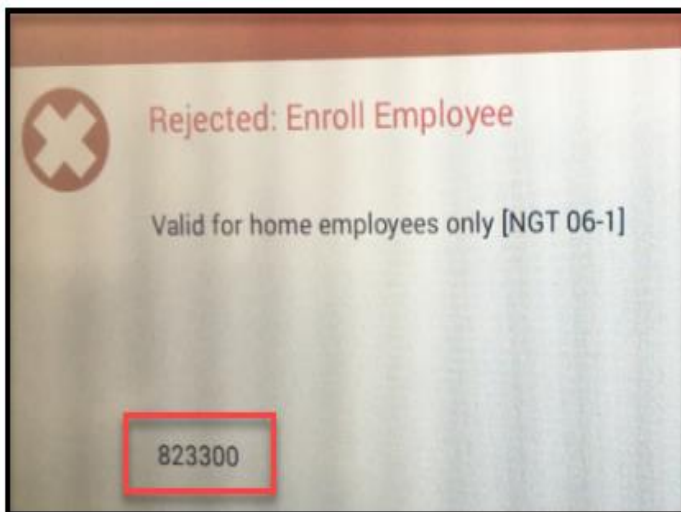 Rejected: Enroll Employee
Valid for home employees only [NGT 06-1]
823300